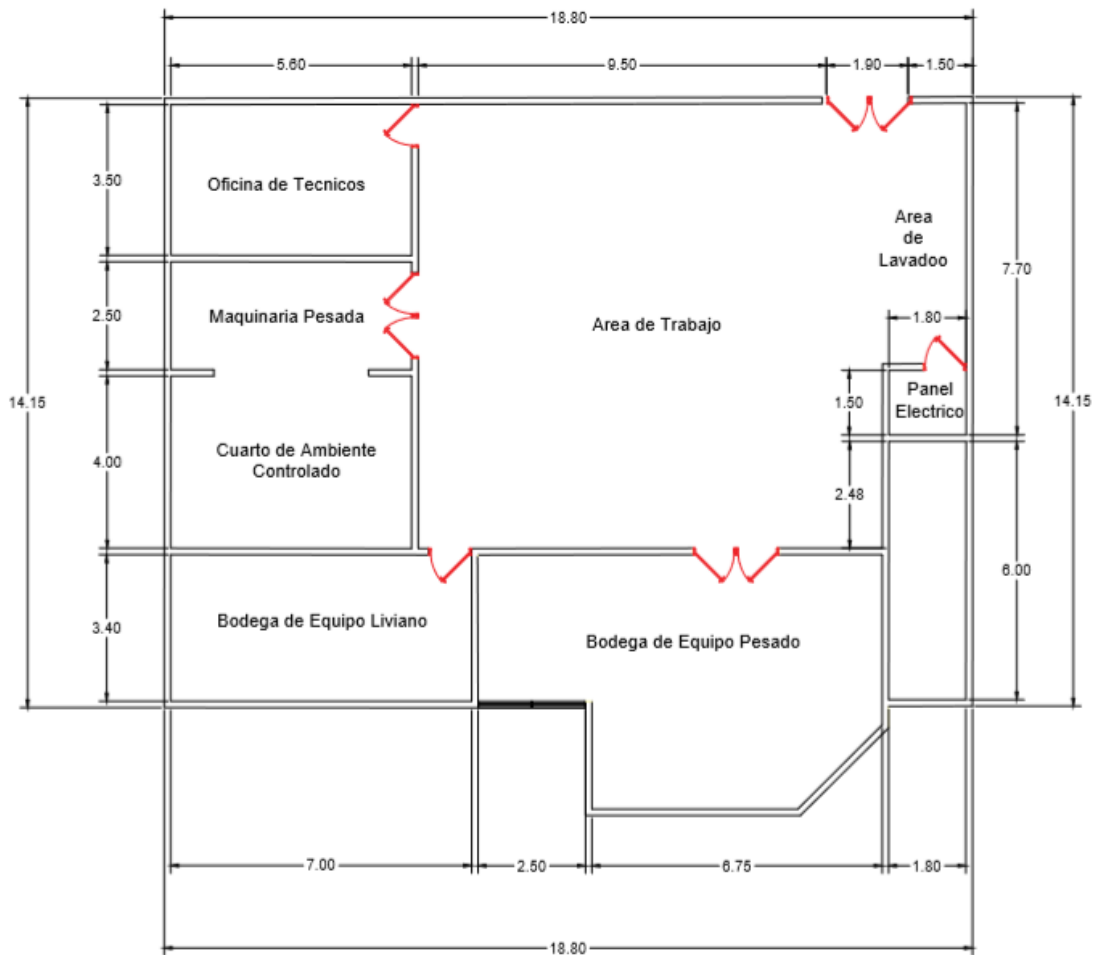 18.80
5.60
9.50
1.90
1.50
3.50
Oficina de Tecnicos
Area
de
Lavadoo
7.70
2.50
Maquinaria Pesada
Area de Trabajo
1.80
14.15
1.50
Panel
Electrico
14.15
4.00
Cuarto de Ambiente
Controlado
2.48
6.00
3.40
Bodega de Equipo Liviano
Bodega de Equipo Pesado
7.00
2.50
6.75
1.80
18.80